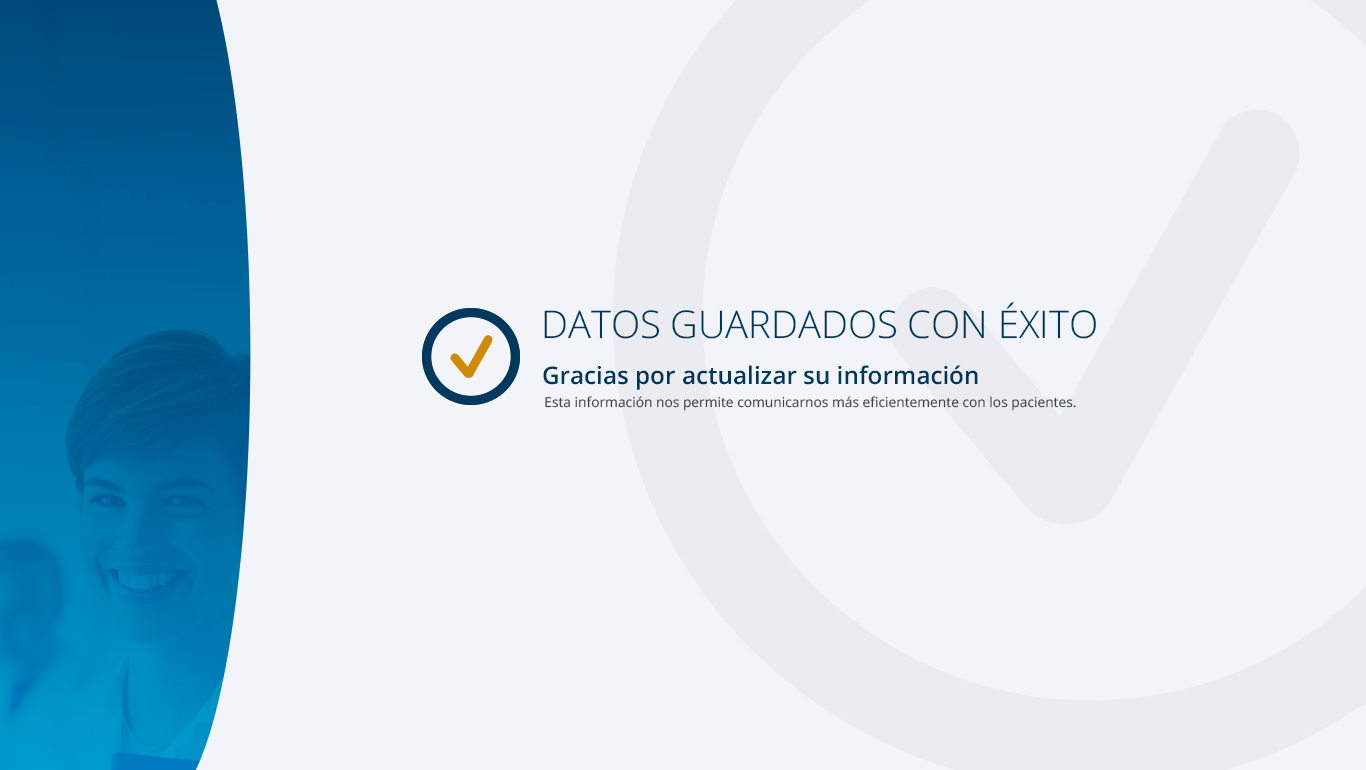 DATOS GUARDADOS CON ÉXITO
Gracias por actualizar su información
Esta información nos permite comunicarnos más eficientemente con los pacientes.